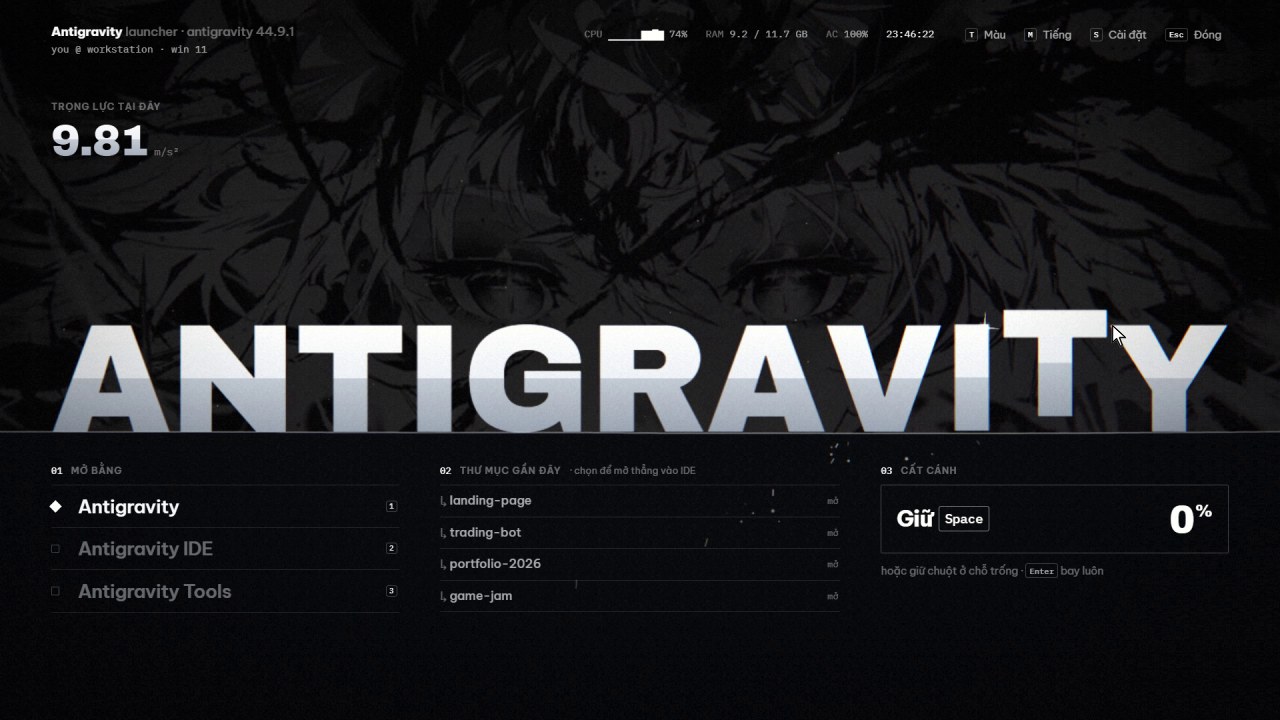 Antigravity launcher · antigravity 44.9.1
you @ workstation · win 11
CPU 74% RAM 9.2 / 11.7 GB AC 100% 23:46:22
T Màu M Tiếng S Cài đặt Esc Đóng
TRỌNG LỰC TẠI ĐÂY
9.81 m/s²
ANTIGRAVITY
01 MỞ BẰNG
Antigravity 1
Antigravity IDE 2
Antigravity Tools 3
02 THƯ MỤC GẦN ĐÂY · chọn để mở thẳng vào IDE
landing-page mở
trading-bot mở
portfolio-2026 mở
game-jam mở
03 CẤT CÁNH
Giữ Space 0%
hoặc giữ chuột ở chỗ trống · Enter bay luôn